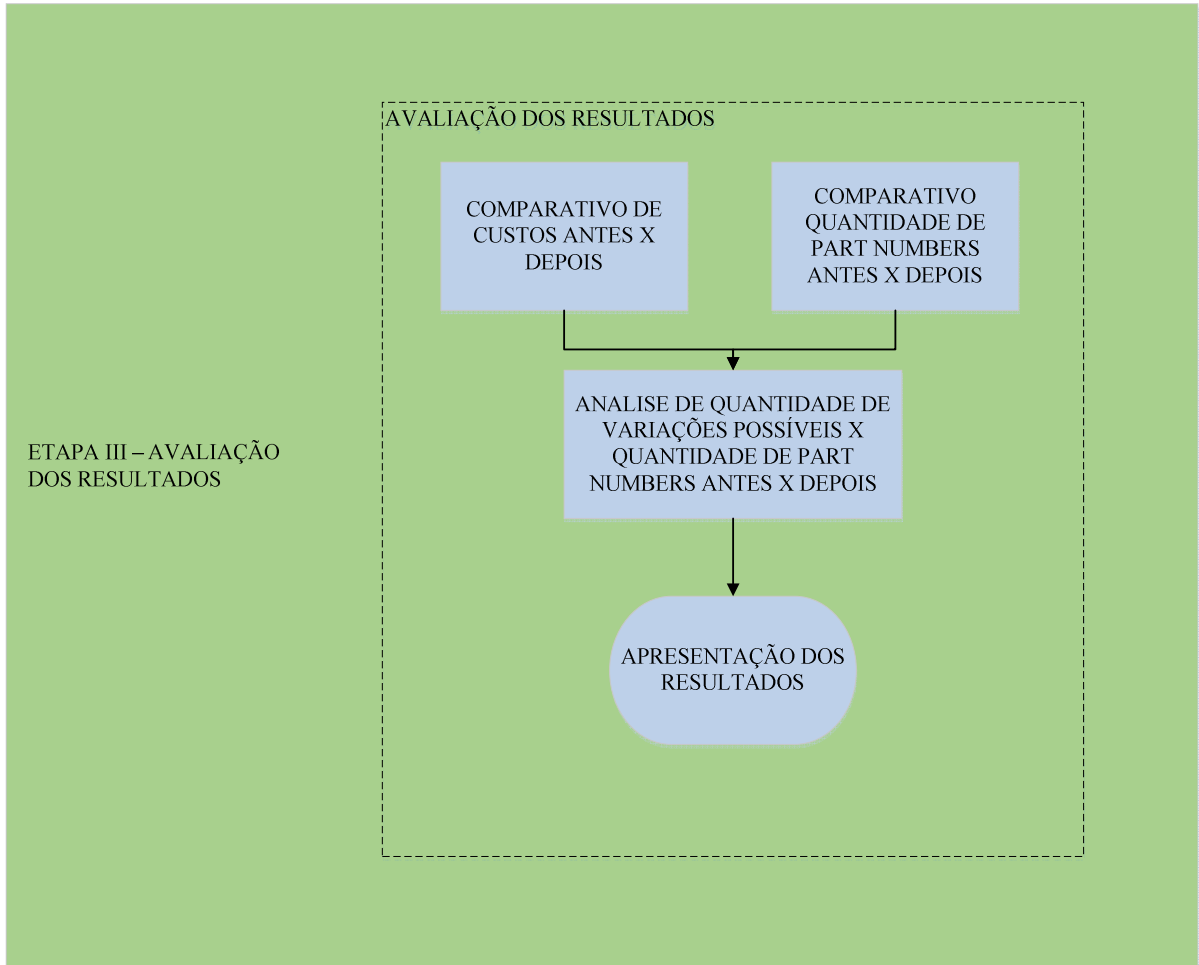 AVALIAÇÃO DOS RESULTADOS
COMPARATIVO DE
CUSTOS ANTES X
DEPOIS
COMPARATIVO
QUANTIDADE DE
PART NUMBERS
ANTES X DEPOIS
ANALISE DE QUANTIDADE DE
VARIAÇÕES POSSÍVEIS X
QUANTIDADE DE PART
NUMBERS ANTES X DEPOIS
ETAPA III – AVALIAÇÃO
DOS RESULTADOS
APRESENTAÇÃO DOS
RESULTADOS